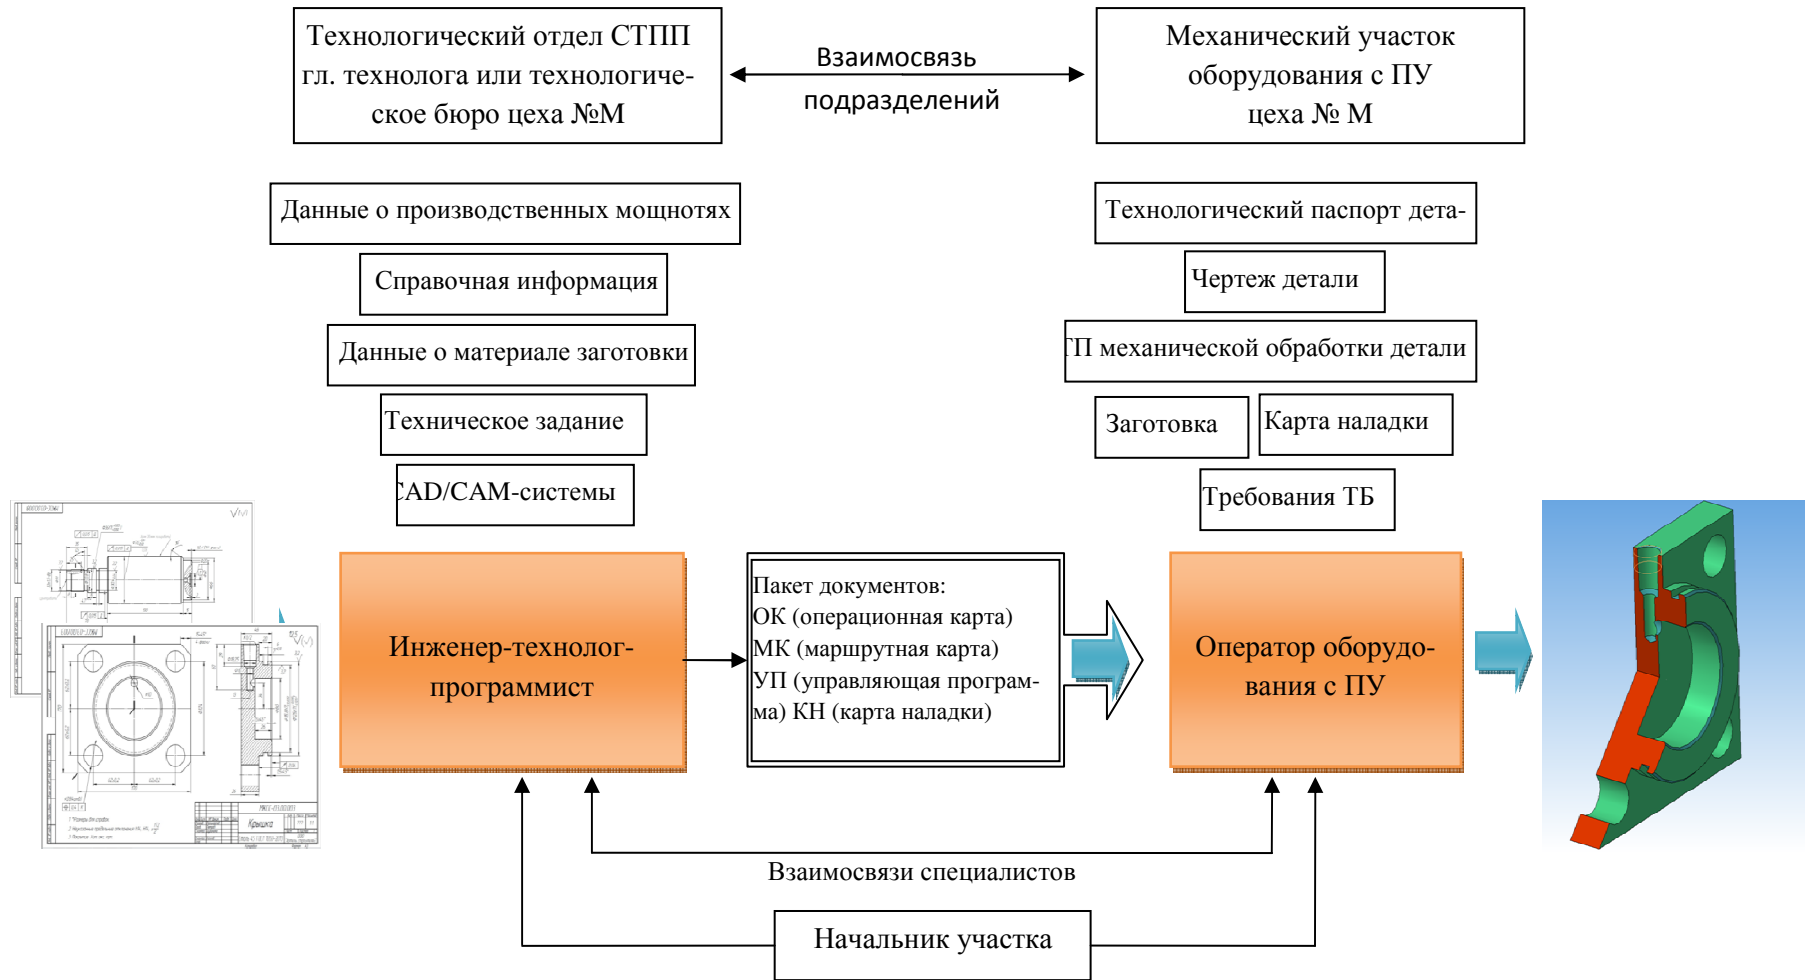 Технологический отдел СТПП
гл. технолога или технологиче-
ское бюро цеха №М
Взаимосвязь
подразделений
Механический участок
оборудования с ПУ
цеха № М
Данные о производственных мощнотях
Справочная информация
Данные о материале заготовки
Техническое задание
CAD/CAM-системы
Технологический паспорт дета-
Чертеж детали
ТП механической обработки детали
Заготовка
Карта наладки
Требования ТБ
Инженер-технолог-
программист
Пакет документов:
ОК (операционная карта)
МК (маршрутная карта)
УП (управляющая програм-
ма) КН (карта наладки)
Оператор оборудо-
вания с ПУ
Крышка
Взаимосвязи специалистов
Начальник участка